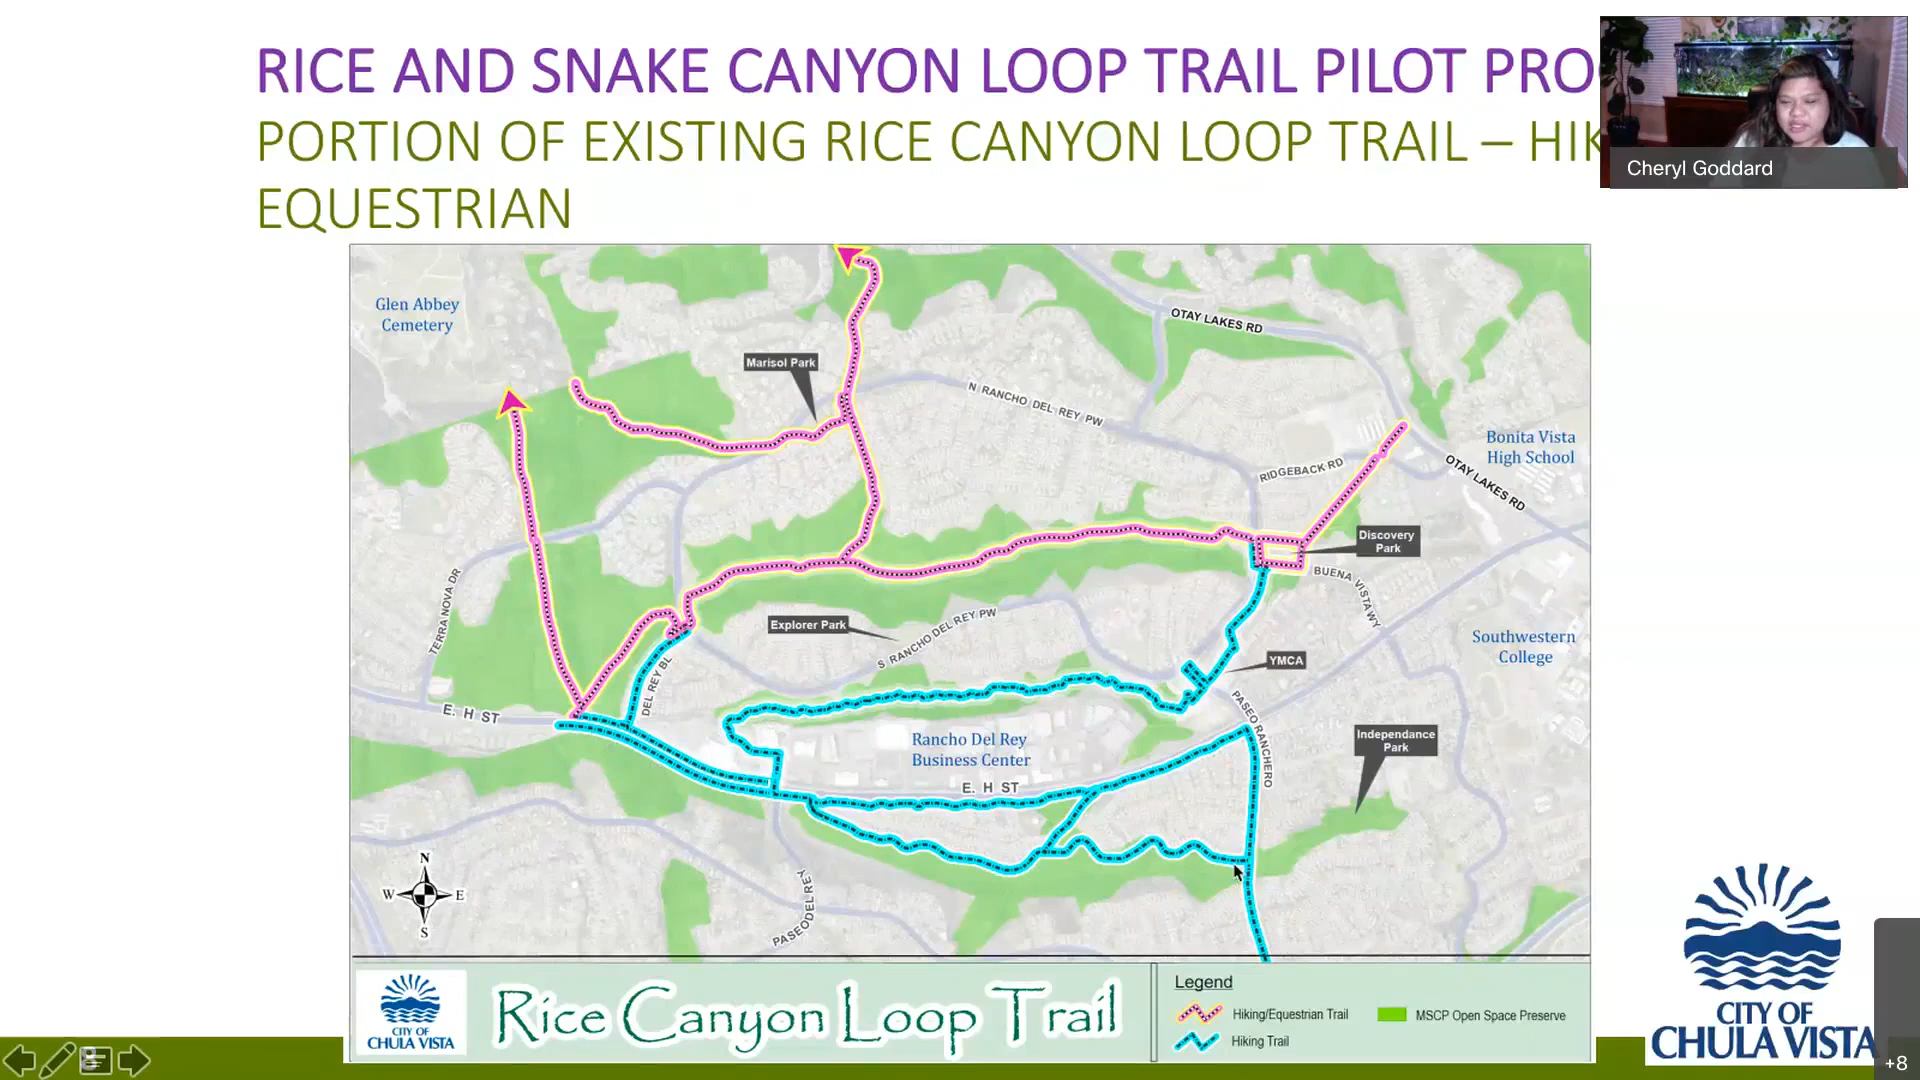 RICE AND SNAKE CANYON LOOP TRAIL PILOT PRO
PORTION OF EXISTING RICE CANYON LOOP TRAIL – HIK
EQUESTRIAN
Cheryl Goddard
Glen Abbey
Cemetery
OTAY LAKES RD
Marisol Park
N RANCHO DEL REY PW
Bonita Vista
High School
RIDGEBACK RD
OTAY LAKES RD
Discovery
Park
BUENA VISTA WY
TERRA NOVA DR
Explorer Park
S RANCHO DEL REY PW
Southwestern
College
YMCA
DEL REY BL
E. H ST
PASEO RANCHERO
Rancho Del Rey
Business Center
Independance
Park
E. H ST
N
W
E
S
PASEO DEL REY
Rice Canyon Loop Trail
CITY OF
CHULA VISTA
Legend
Hiking/Equestrian Trail
MSCP Open Space Preserve
Hiking Trail
CITY OF
CHULA VISTA
+8